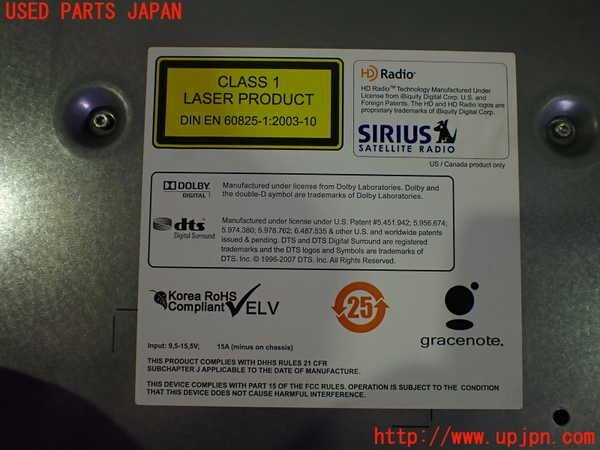 USED PARTS JAPAN
CLASS 1
LASER PRODUCT
DIN EN 60825-1:2003-10
HD Radio™
HD Radio™ Technology Manufactured Under
License from iBiquity Digital Corp. U.S. and
Foreign Patents. The HD and HD Radio logos are
proprietary trademarks of iBiquity Digital Corp.
SIRIUS
SATELLITE RADIO
US / Canada product only
DOLBY
DIGITAL
Manufactured under license from Dolby Laboratories. Dolby and
the double-D symbol are trademarks of Dolby Laboratories.
dts
Digital Surround
Manufactured under license under U.S. Patent #5.451.942; 5.956.674;
5.974.380; 5.978.762; 6.487.535 & other U.S. and worldwide patents
issued & pending. DTS and DTS Digital Surround are registered
trademarks and the DTS logos and Symbols are trademarks of
DTS, Inc. © 1996-2007 DTS, Inc. All Rights Reserved.
Korea RoHS
Compliant
ELV
25
gracenote.
Input: 9,5-15,5V; 15A (minus on chassis)
THIS PRODUCT COMPLIES WITH DHHS RULES 21 CFR
SUBCHAPTER J APPLICABLE TO THE DATE OF MANUFACTURE.
THIS DEVICE COMPLIES WITH PART 15 OF THE FCC RULES. OPERATION IS SUBJECT TO THE CONDITION
THAT THIS DEVICE DOES NOT CAUSE HARMFUL INTERFERENCE.
http://www.upjpn.com/